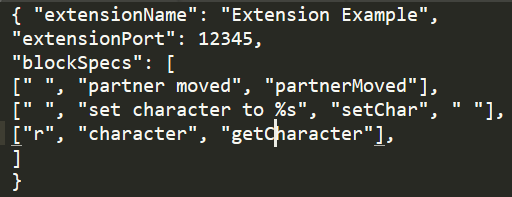 { "extensionName": "Extension Example",
"extensionPort": 12345,
"blockSpecs": [
[" ", "partner moved", "partnerMoved"],
[" ", "set character to %s", "setChar", " "],
["r", "character", "getCharacter"],
]
}